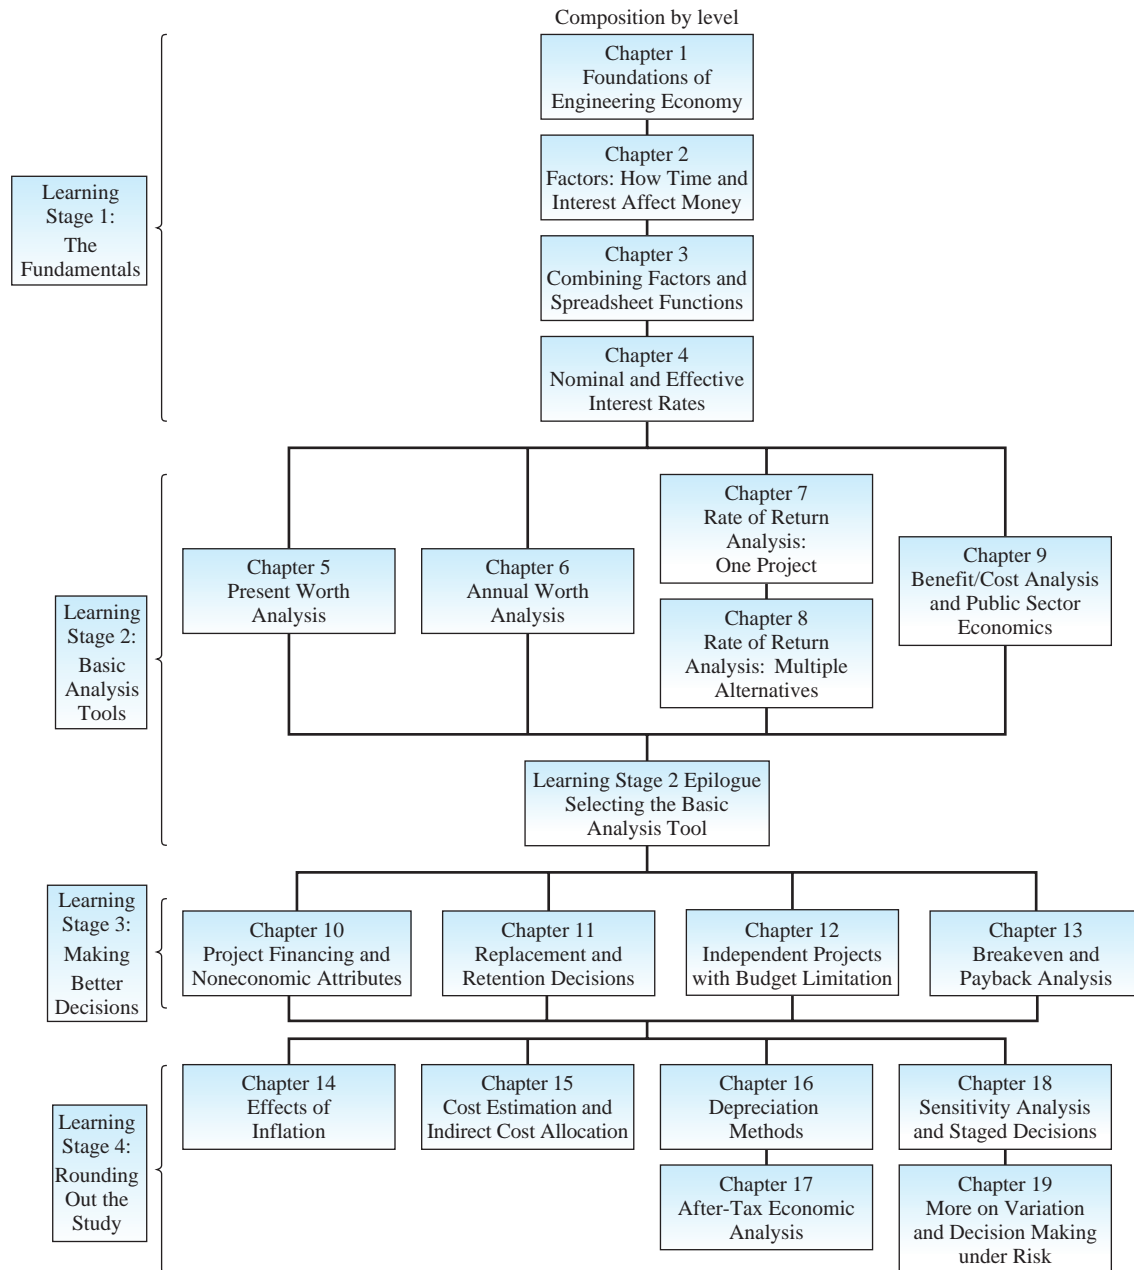 Composition by level
Chapter 1
Foundations of
Engineering Economy
Chapter 2
Factors: How Time and
Interest Affect Money
Learning
Stage 1:
The
Fundamentals
Chapter 3
Combining Factors and
Spreadsheet Functions
Chapter 4
Nominal and Effective
Interest Rates
Learning
Stage 2:
Basic
Analysis
Tools
Chapter 5
Present Worth
Analysis
Chapter 6
Annual Worth
Analysis
Chapter 7
Rate of Return
Analysis:
One Project
Chapter 8
Rate of Return
Analysis: Multiple
Alternatives
Chapter 9
Benefit/Cost Analysis
and Public Sector
Economics
Learning Stage 2 Epilogue
Selecting the Basic
Analysis Tool
Learning
Stage 3:
Making
Better
Decisions
Chapter 10
Project Financing and
Noneconomic Attributes
Chapter 11
Replacement and
Retention Decisions
Chapter 12
Independent Projects
with Budget Limitation
Chapter 13
Breakeven and
Payback Analysis
Learning
Stage 4:
Rounding
Out the
Study
Chapter 14
Effects of
Inflation
Chapter 15
Cost Estimation and
Indirect Cost Allocation
Chapter 16
Depreciation
Methods
Chapter 17
After-Tax Economic
Analysis
Chapter 18
Sensitivity Analysis
and Staged Decisions
Chapter 19
More on Variation
and Decision Making
under Risk